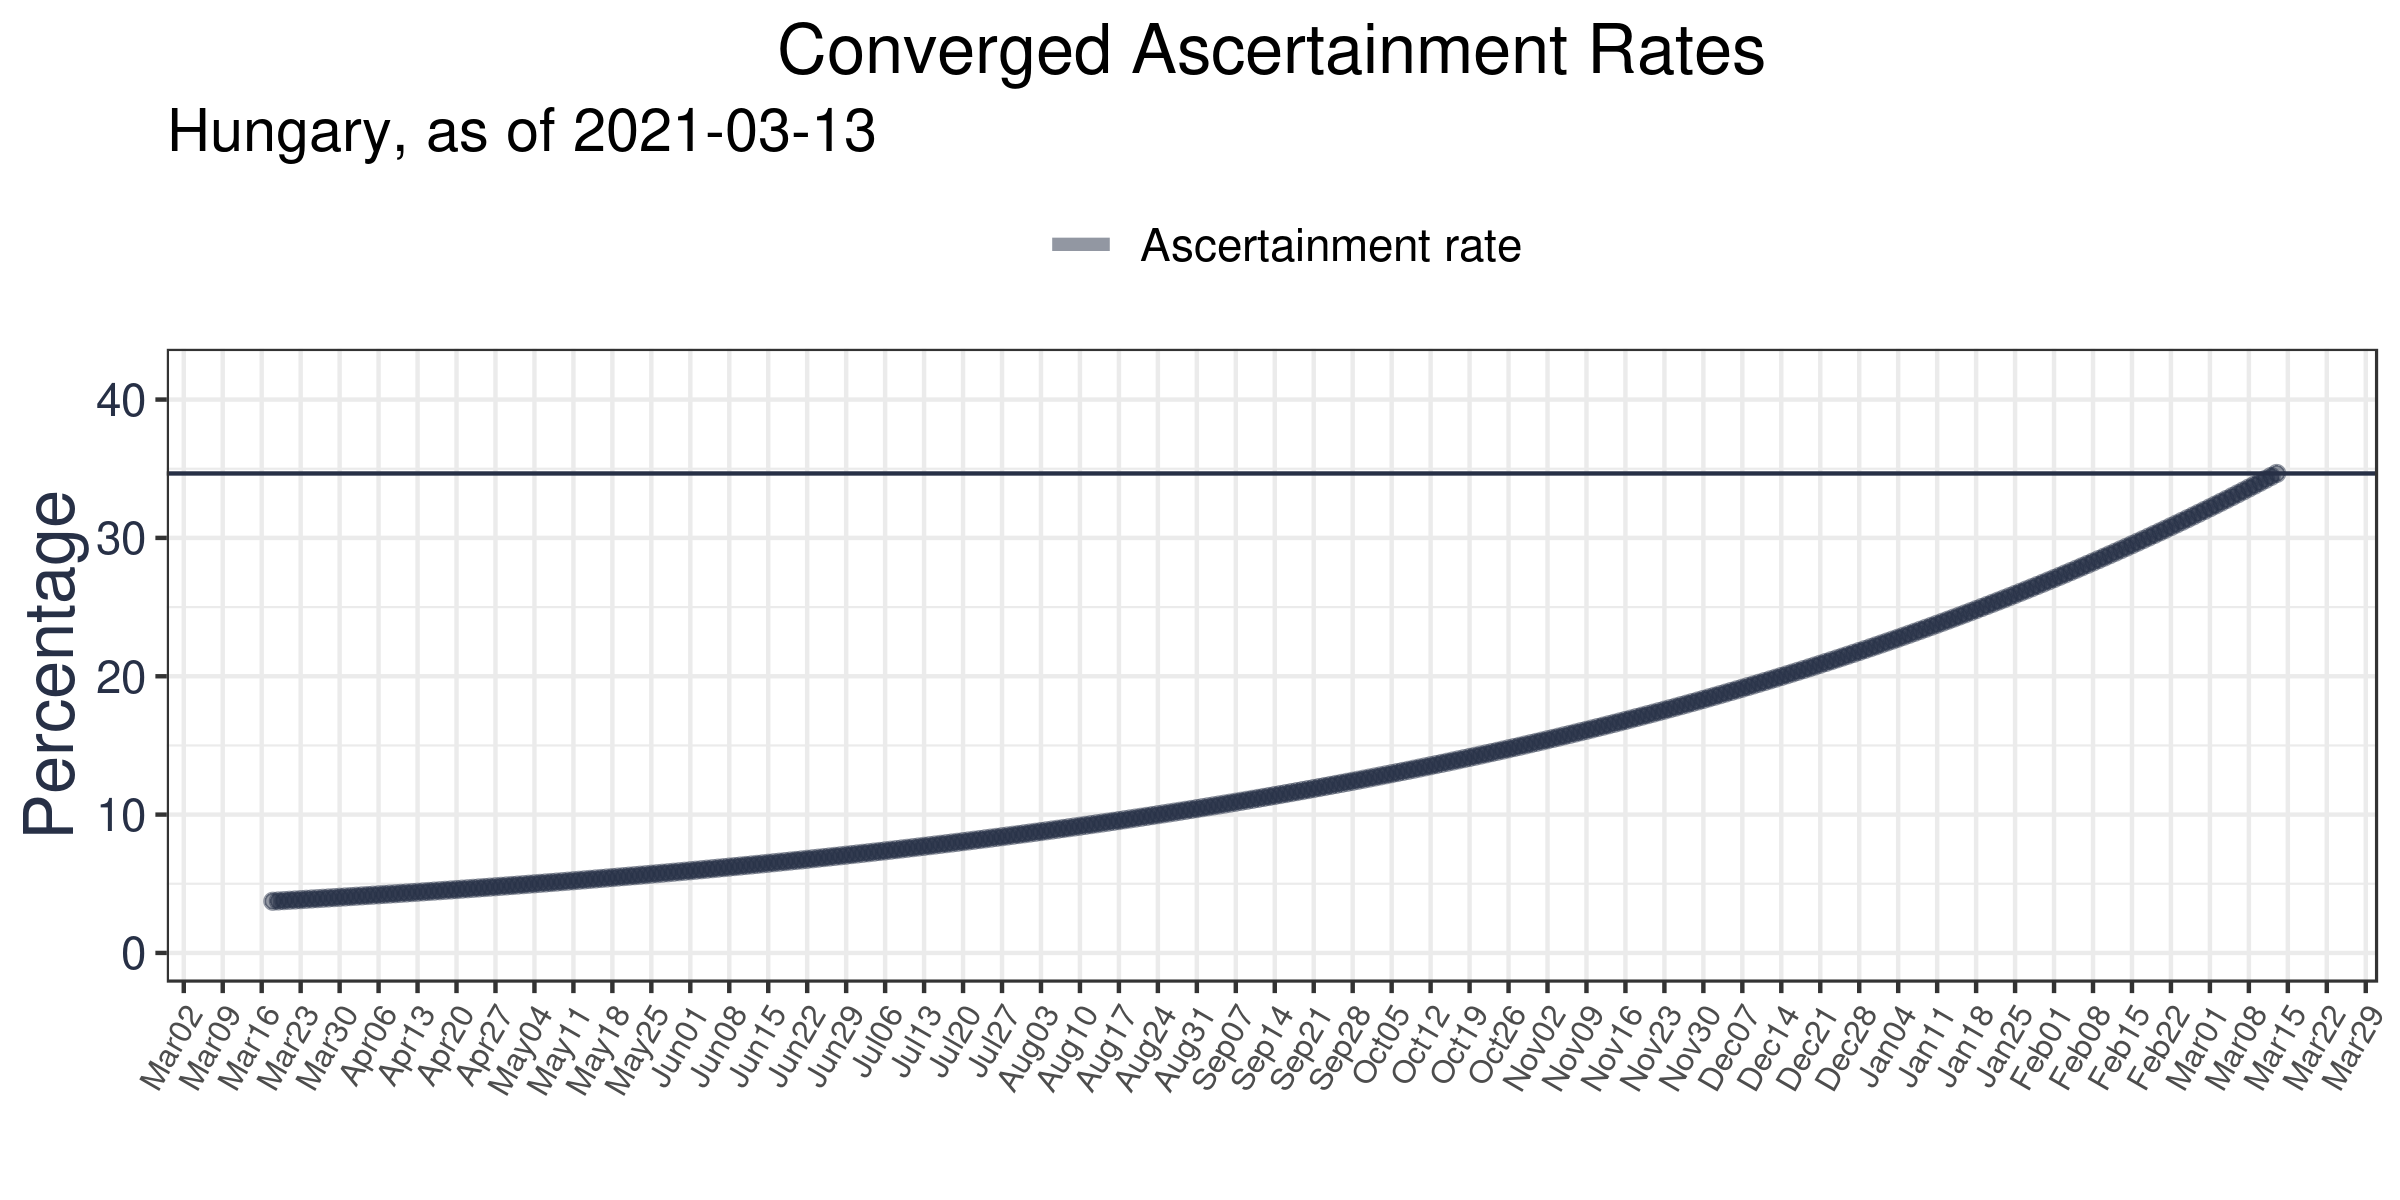 Converged Ascertainment Rates
Hungary, as of 2021-03-13
Ascertainment rate
Percentage
40
30
20
10
0
Mar02
Mar09
Mar16
Mar23
Mar30
Apr06
Apr13
Apr20
Apr27
May04
May11
May18
May25
Jun01
Jun08
Jun15
Jun22
Jun29
Jul06
Jul13
Jul20
Jul27
Aug03
Aug10
Aug17
Aug24
Aug31
Sep07
Sep14
Sep21
Sep28
Oct05
Oct12
Oct19
Oct26
Nov02
Nov09
Nov16
Nov23
Nov30
Dec07
Dec14
Dec21
Dec28
Jan04
Jan11
Jan18
Jan25
Feb01
Feb08
Feb15
Feb22
Mar01
Mar08
Mar15
Mar22
Mar29